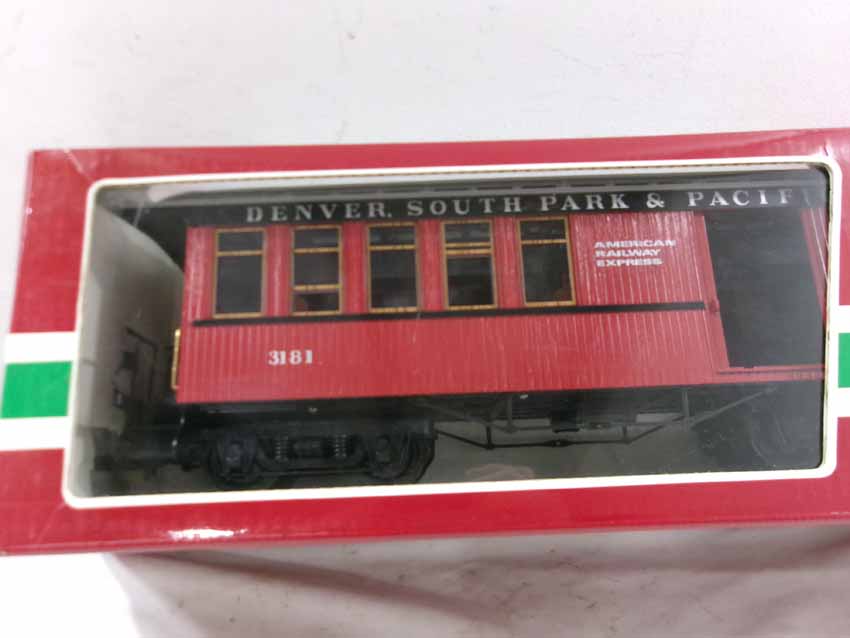 DENVER, SOUTH PARK & PACIF
AMERICAN
RAILWAY
EXPRESS
3181